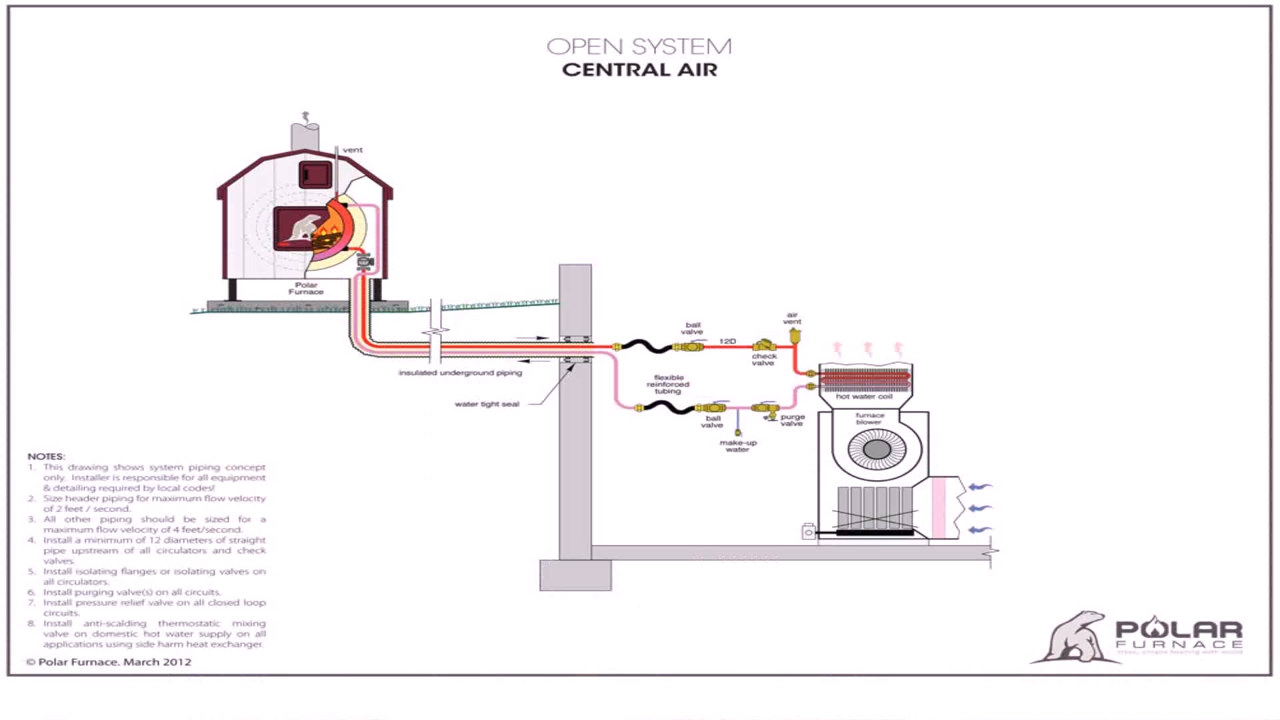 OPEN SYSTEM
CENTRAL AIR
vent
Polar
Furnace
insulated underground piping
water tight seal
ball
valve
12D
air
vent
check
valve
flexible
reinforced
tubing
ball
valve
purge
valve
make-up
water
hot water coil
furnace
blower
NOTES:
1. This drawing shows system piping concept
only. Installer is responsible for all equipment
& detailing required by local codes!
2. Size header piping for maximum flow velocity
of 2 feet / second.
3. All other piping should be sized for a
maximum flow velocity of 4 feet/second.
4. Install a minimum of 12 diameters of straight
pipe upstream of all circulators and check
valves.
5. Install isolating flanges or isolating valves on
all circulators.
6. Install purging valve(s) on all circuits.
7. Install pressure relief valve on all closed loop
circuits.
8. Install anti-scalding thermostatic mixing
valve on domestic hot water supply on all
applications using side harm heat exchanger.
© Polar Furnace. March 2012
POLAR
FURNACE